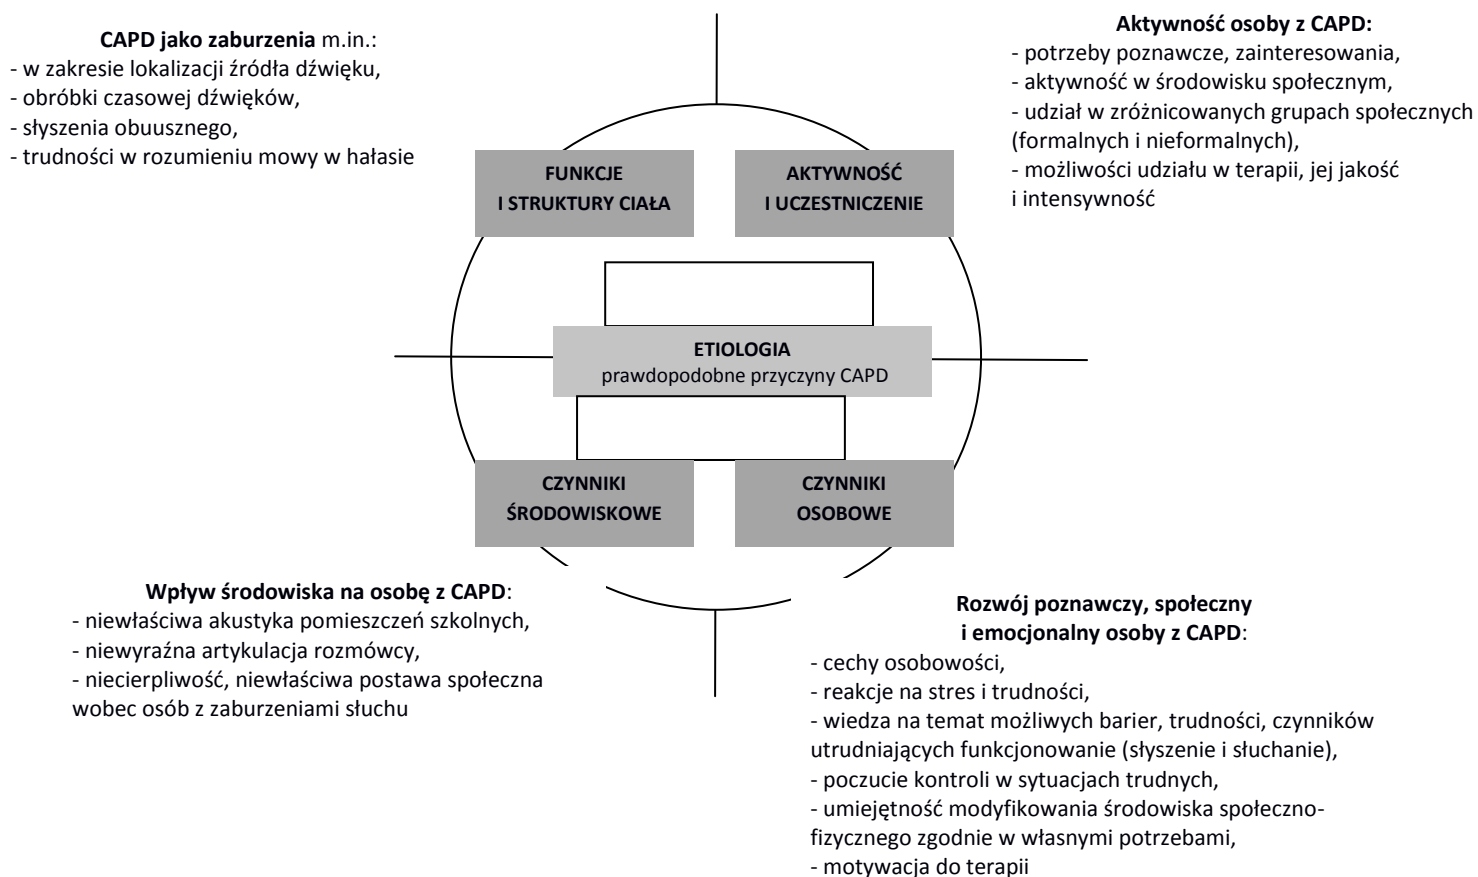 CAPD jako zaburzenia m.in.:
- w zakresie lokalizacji źródła dźwięku,
- obróbki czasowej dźwięków,
- słyszenia obuusznego,
- trudności w rozumieniu mowy w hałasie
Aktywność osoby z CAPD:
- potrzeby poznawcze, zainteresowania,
- aktywność w środowisku społecznym,
- udział w zróżnicowanych grupach społecznych
(formalnych i nieformalnych),
- możliwości udziału w terapii, jej jakość
i intensywność
FUNKCJE
I STRUKTURY CIAŁA
AKTYWNOŚĆ
I UCZESTNICZENIE
ETIOLOGIA
prawdopodobne przyczyny CAPD
CZYNNIKI
ŚRODOWISKOWE
CZYNNIKI
OSOBOWE
Wpływ środowiska na osobę z CAPD:
- niewłaściwa akustyka pomieszczeń szkolnych,
- niewyraźna artykulacja rozmówcy,
- niecierpliwość, niewłaściwa postawa społeczna
wobec osób z zaburzeniami słuchu
Rozwój poznawczy, społeczny
i emocjonalny osoby z CAPD:
- cechy osobowości,
- reakcje na stres i trudności,
- wiedza na temat możliwych barier, trudności, czynników
utrudniających funkcjonowanie (słyszenie i słuchanie),
- poczucie kontroli w sytuacjach trudnych,
- umiejętność modyfikowania środowiska społeczno-
fizycznego zgodnie w własnymi potrzebami,
- motywacja do terapii